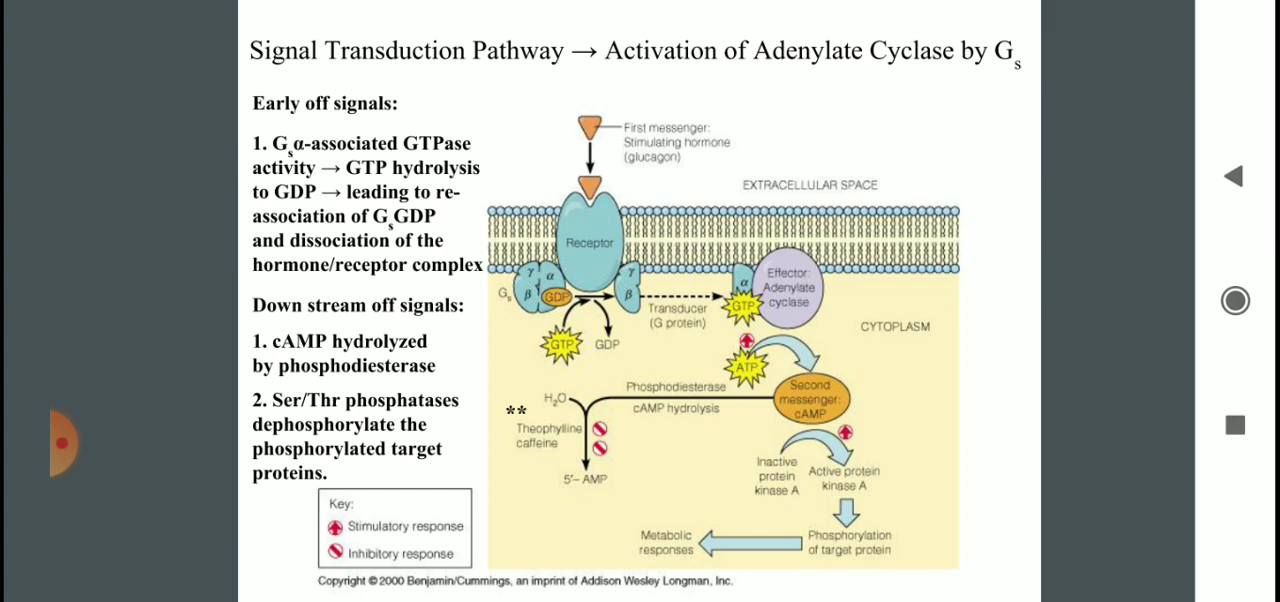 Signal Transduction Pathway → Activation of Adenylate Cyclase by Gs
Early off signals:
1. Gsα-associated GTPase
activity → GTP hydrolysis
to GDP → leading to re-
association of GsGDP
and dissociation of the
hormone/receptor complex
Down stream off signals:
1. cAMP hydrolyzed
by phosphodiesterase
2. Ser/Thr phosphatases
dephosphorylate the
phosphorylated target
proteins.
First messenger:
Stimulating hormone
(glucagon)
EXTRACELLULAR SPACE
Receptor
Gs
γ α
β
GDP
γ
β
α
GTP
Effector:
Adenylate
cyclase
Transducer
(G protein)
CYTOPLASM
GTP
GDP
ATP
Second
messenger:
cAMP
Phosphodiesterase
cAMP hydrolysis
H2O
**
Theophylline
caffeine
5'– AMP
Inactive
protein
kinase A
Active protein
kinase A
Phosphorylation
of target protein
Metabolic
responses
Key:
Stimulatory response
Inhibitory response
Copyright © 2000 Benjamin/Cummings, an imprint of Addison Wesley Longman, Inc.